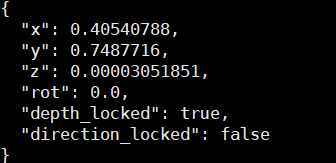 {
  "x": 0.40540788,
  "y": 0.7487716,
  "z": 0.00003051851,
  "rot": 0.0,
  "depth_locked": true,
  "direction_locked": false
}